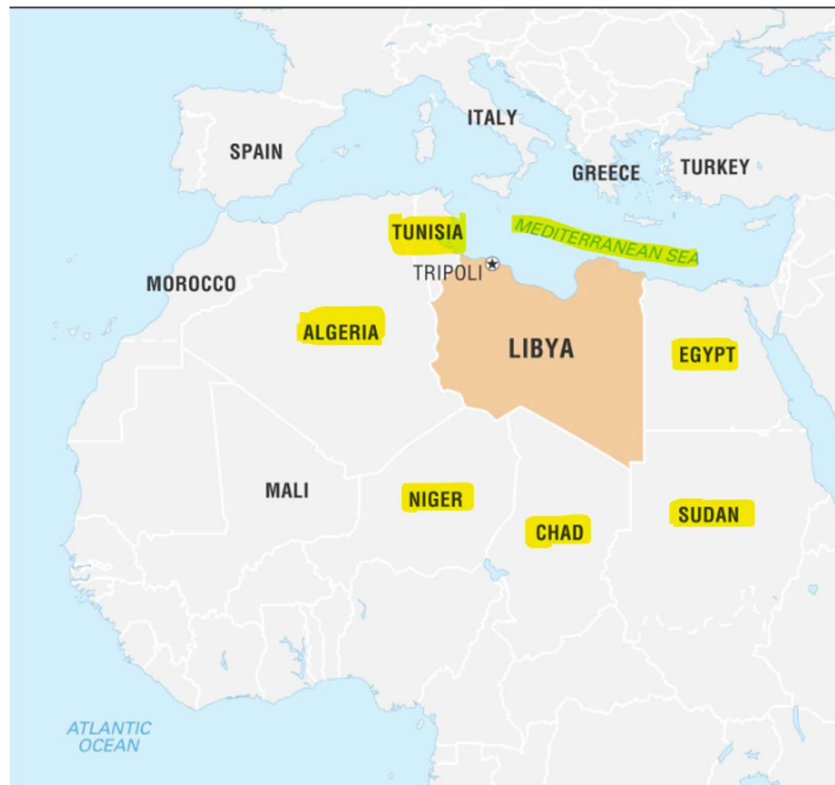 ITALY
SPAIN
GREECE
TURKEY
TUNISIA
MEDITERRANEAN SEA
TRIPOLI
MOROCCO
ALGERIA
LIBYA
EGYPT
MALI
NIGER
CHAD
SUDAN
ATLANTIC
OCEAN